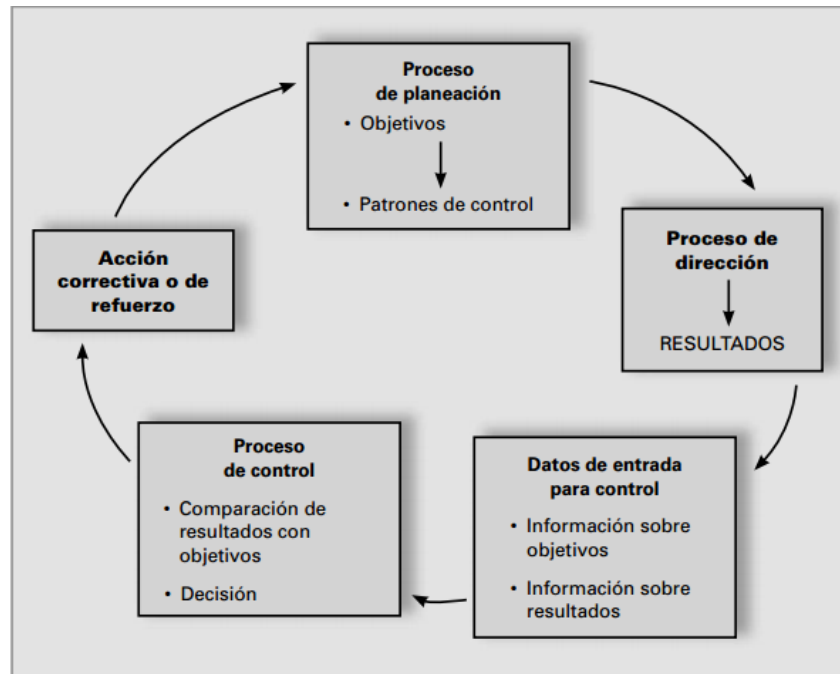 Proceso
de planeación
• Objetivos
• Patrones de control
Proceso de
dirección
RESULTADOS
Datos de entrada
para control
• Información sobre
objetivos
• Información sobre
resultados
Proceso
de control
• Comparación de
resultados con
objetivos
• Decisión
Acción
correctiva o de
refuerzo